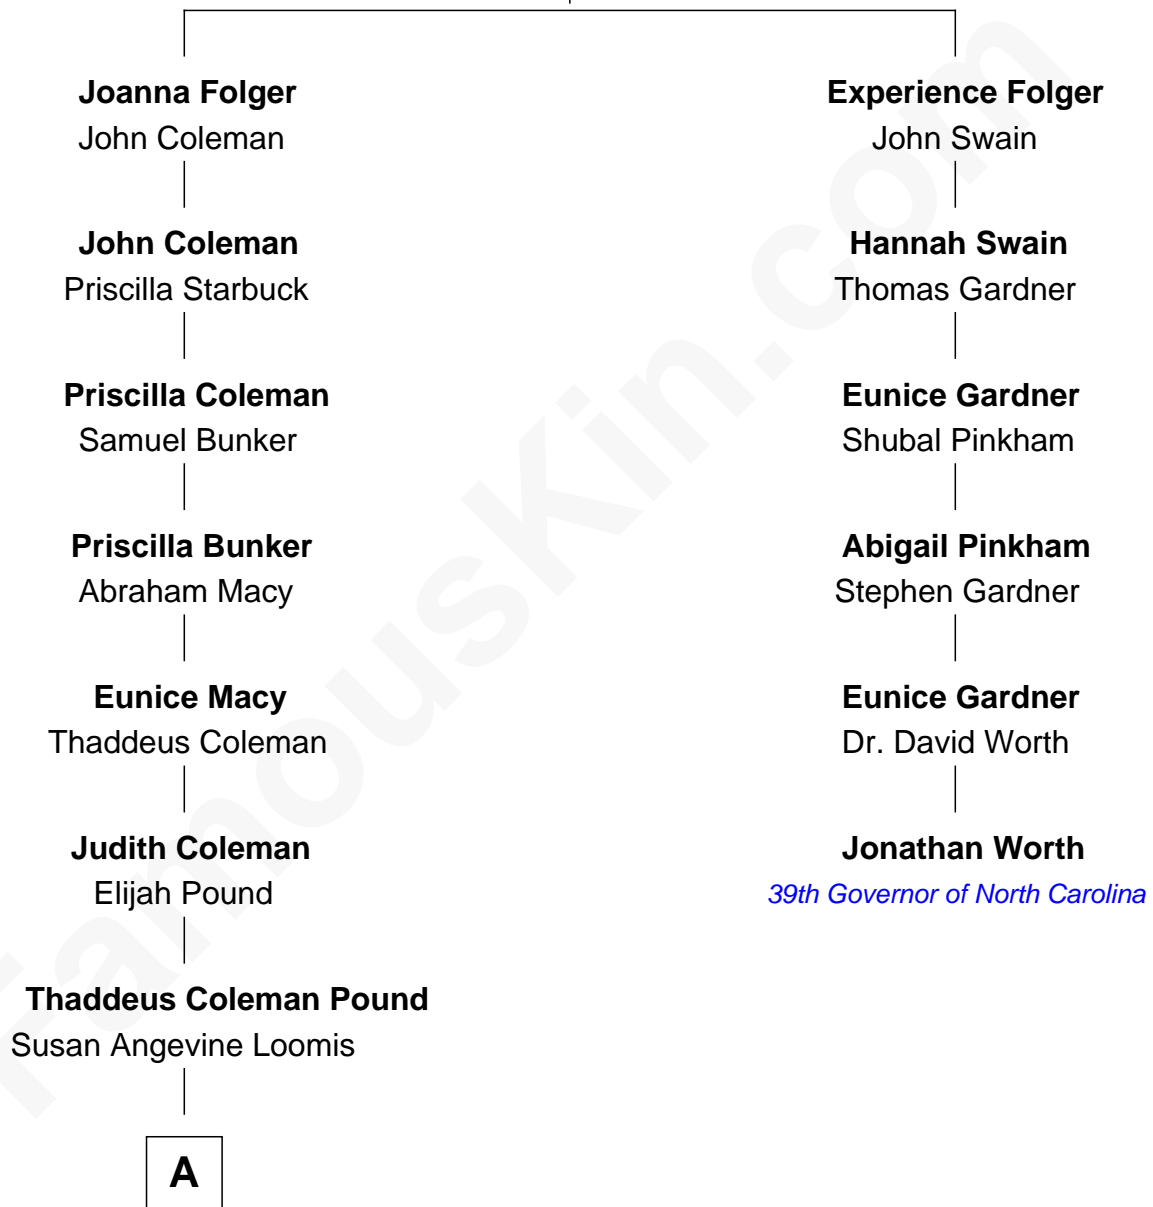 Joanna Folger
John Coleman
Experience Folger
John Swain
John Coleman
Priscilla Starbuck
Hannah Swain
Thomas Gardner
Priscilla Coleman
Samuel Bunker
Eunice Gardner
Shubal Pinkham
Priscilla Bunker
Abraham Macy
Abigail Pinkham
Stephen Gardner
Eunice Macy
Thaddeus Coleman
Eunice Gardner
Dr. David Worth
Judith Coleman
Elijah Pound
Jonathan Worth
39th Governor of North Carolina
Thaddeus Coleman Pound
Susan Angevine Loomis
A
FamousKin.com